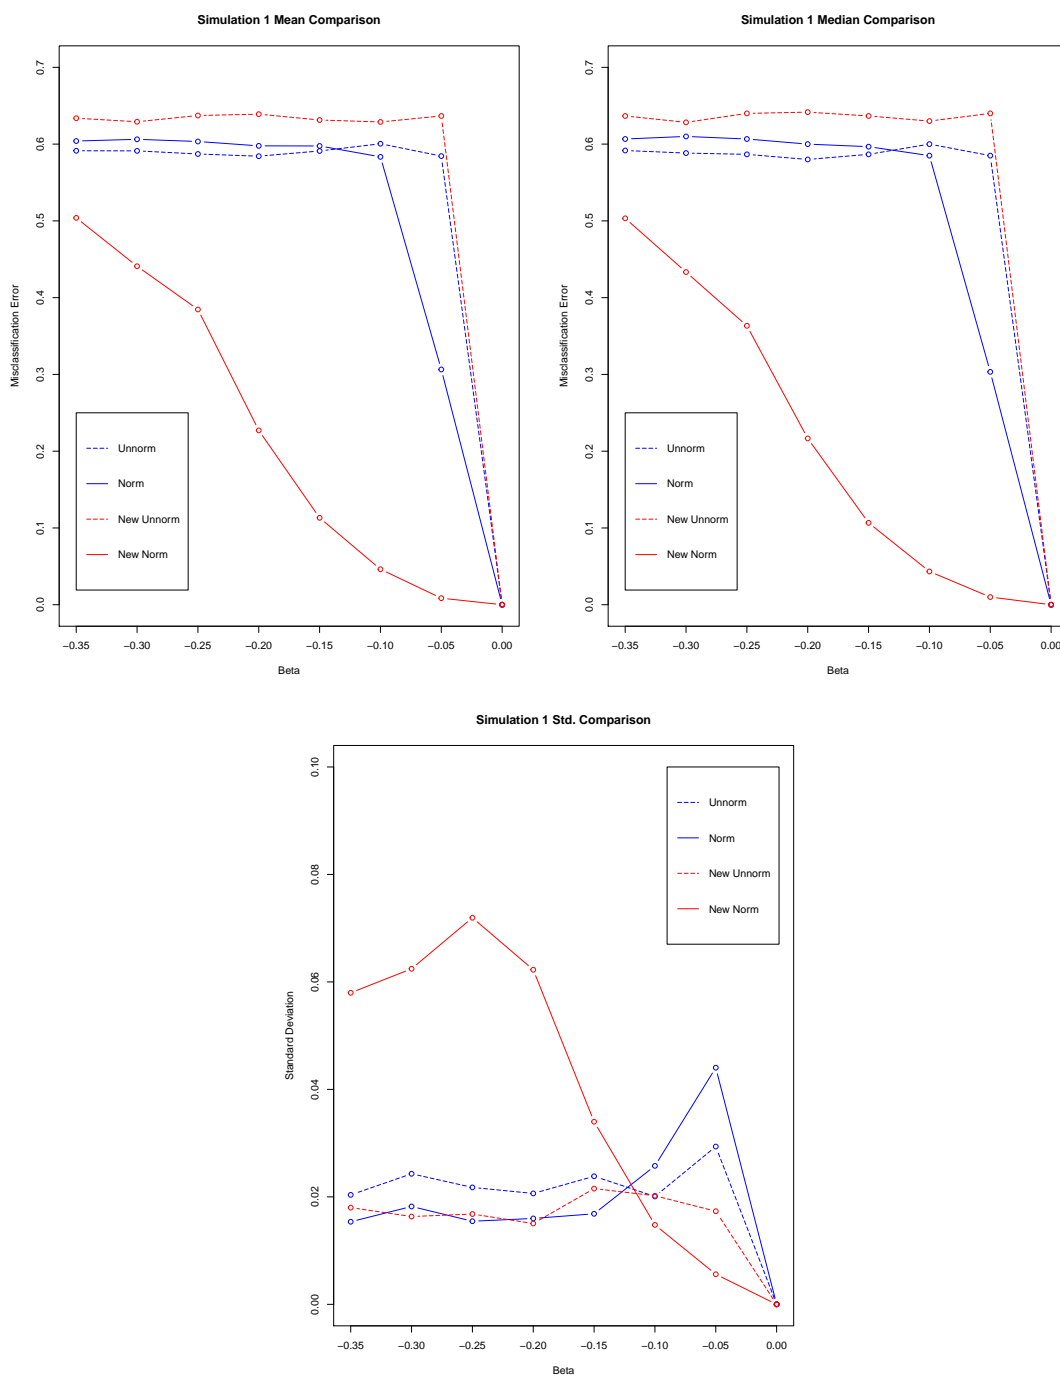 Simulation 1 Mean Comparison
0.7
0.6
0.5
0.4
0.3
0.2
0.1
0.0
Misclassification Error
Unnorm
Norm
New Unnorm
New Norm
−0.35 −0.30 −0.25 −0.20 −0.15 −0.10 −0.05 0.00
Beta
Simulation 1 Median Comparison
0.7
0.6
0.5
0.4
0.3
0.2
0.1
0.0
Misclassification Error
Unnorm
Norm
New Unnorm
New Norm
−0.35 −0.30 −0.25 −0.20 −0.15 −0.10 −0.05 0.00
Beta
Simulation 1 Std. Comparison
0.10
0.08
0.06
0.04
0.02
0.00
Standard Deviation
Unnorm
Norm
New Unnorm
New Norm
−0.35 −0.30 −0.25 −0.20 −0.15 −0.10 −0.05 0.00
Beta